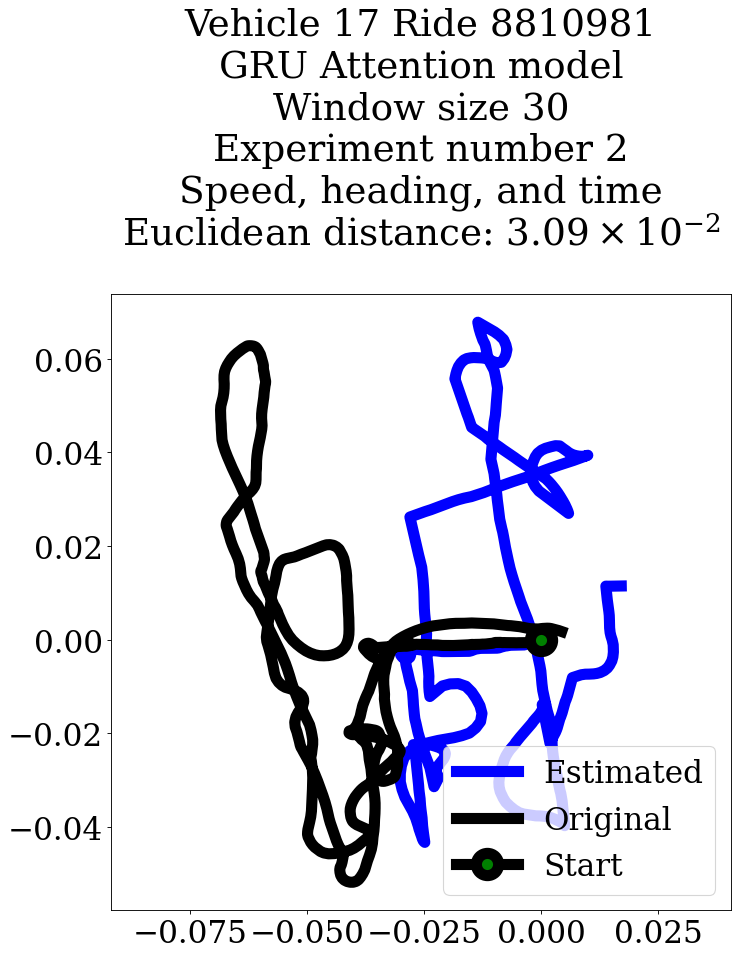 Vehicle 17 Ride 8810981
GRU Attention model
Window size 30
Experiment number 2
Speed, heading, and time
Euclidean distance: 3.09 × 10⁻²
0.06
0.04
0.02
0.00
−0.02
−0.04
Estimated
Original
Start
−0.075 −0.050 −0.025 0.000 0.025